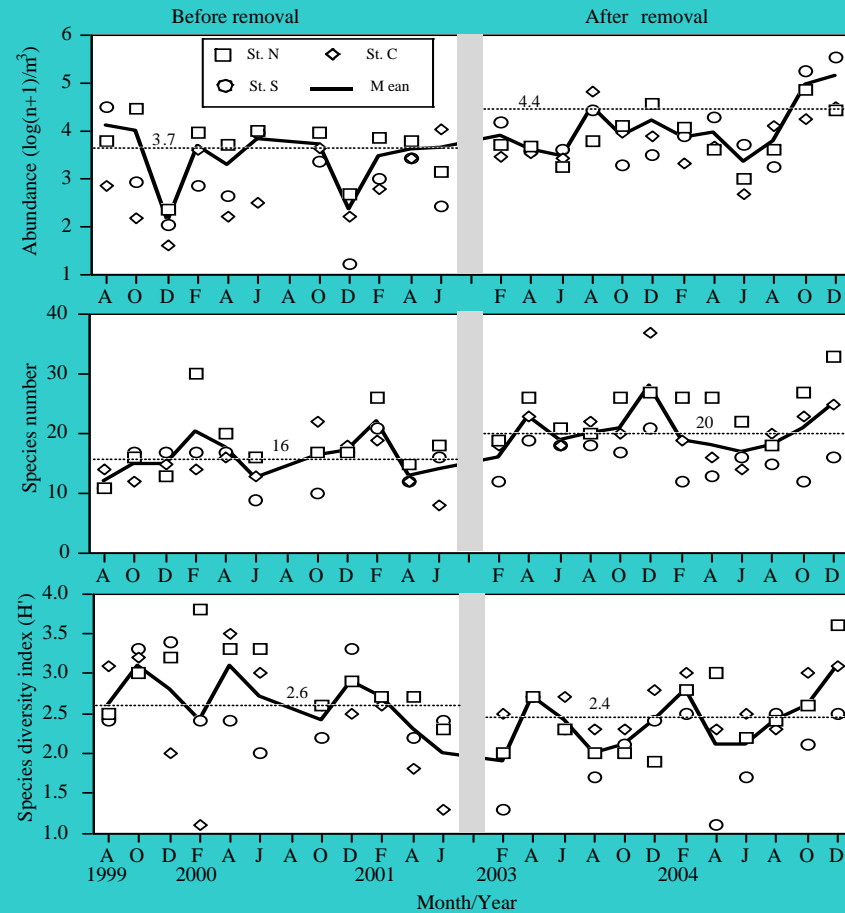 Before removal After removal
Abundance (log(n+1)/m³)
6
5
4
3
2
1
St. N St. C
St. S Mean
3.7
4.4
A O D F A J A O D F A J F A J A O D F A J A O D
Species number
40
30
20
10
0
16
20
A O D F A J A O D F A J F A J A O D F A J A O D
Species diversity index (H')
4.0
3.5
3.0
2.5
2.0
1.5
1.0
2.6
2.4
A O D F A J A O D F A J F A J A O D F A J A O D
1999 2000 2001 2003 2004
Month/Year